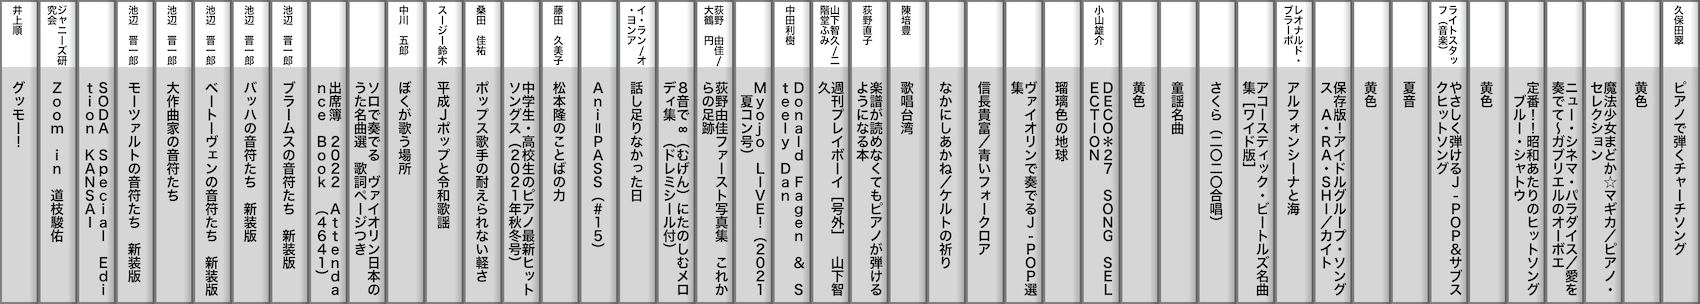 久保田翠
ピアノで弾くチャーチソング
黄色
魔法少女まどか☆マギカ／ピアノ・
セレクション
ニュー・シネマ・パラダイス／愛を
奏でて～ガブリエルのオーボエ
定番！！昭和あたりのヒットソング
ブルー・シャトウ
黄色
ライトスタッ
フ（音楽）
やさしく弾けるＪ-ＰＯＰ＆サブス
クヒットソング
夏音
黄色
保存版！アイドルグループ・ソング
ス　Ａ・ＲＡ・ＳＨＩ／カイト
レオナルド・
ブラーボ
アルフォンシーナと海
アコースティック・ビートルズ名曲
集［ワイド版］
さくら（二〇二〇合唱）
童謡名曲
黄色
小山雄介
ＤＥＣＯ＊２７　ＳＯＮＧ　ＳＥＬ
ＥＣＴＩＯＮ
瑠璃色の地球
ヴァイオリンで奏でるＪ-ＰＯＰ選
集
信長貴富／青いフォークロア
なかにしあかね／ケルトの祈り
陳培豊
歌唱台湾
荻野直子
楽譜が読めなくてもピアノが弾ける
ようになる本
山下智久／二
階堂ふみ
週刊プレイボーイ［号外］　山下智
久
中田利樹
Ｄｏｎａｌｄ　Ｆａｇｅｎ　＆　Ｓ
ｔｅｅｌｙ　Ｄａｎ
Ｍｙｏｊｏ　ＬＩＶＥ！（２０２１
夏コン号）
荻野　由佳／
大鶴　円
荻野由佳ファースト写真集　これか
らの足跡
８音で∞（むげん）にたのしむメロ
ディ集　（ドレミシール付）
イ・ラン／オ
・ヨンア
話し足りなかった日
Ａｎｉ＝ＰＡＳＳ（＃１５）
藤田　久美子
松本隆のことばの力
中学生・高校生のピアノ最新ヒット
ソングス（２０２１年秋冬号）
桑田　佳祐
ポップス歌手の耐えられない軽さ
スージー鈴木
平成Ｊポップと令和歌謡
中川　五郎
ぼくが歌う場所
ソロで奏でる　ヴァイオリン日本の
うた名曲選　歌詞ページつき
出席簿　２０２２　Ａｔｔｅｎｄａ
ｎｃｅ　Ｂｏｏｋ　（４６４１）
池辺　晋一郎
ブラームスの音符たち　新装版
池辺　晋一郎
バッハの音符たち　新装版
池辺　晋一郎
ベートーヴェンの音符たち　新装版
池辺　晋一郎
大作曲家の音符たち
池辺　晋一郎
モーツァルトの音符たち　新装版
ＳＯＤＡ　Ｓｐｅｃｉａｌ　Ｅｄｉ
ｔｉｏｎ　ＫＡＮＳＡＩ
ジャニーズ研
究会
Ｚｏｏｍ　ｉｎ　道枝駿佑
井上順
グッモー！